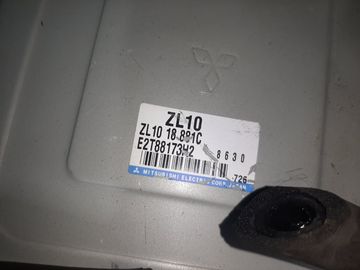 ZL10
ZL10 18 881C
E2T88173H2
8630
-726
MITSUBISHI ELECTRIC CORP. JAPAN